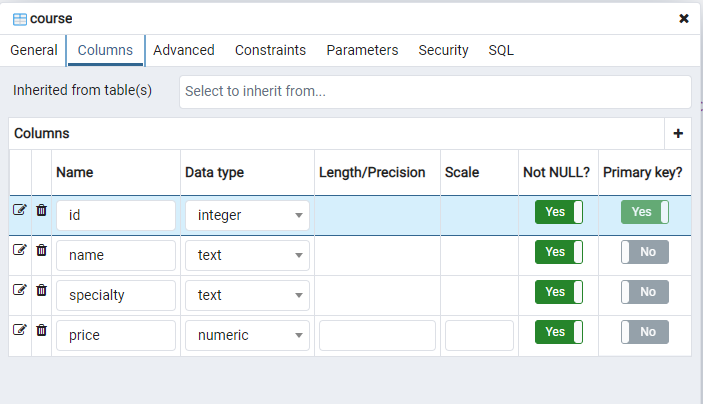 course
General Columns Advanced Constraints Parameters Security SQL
Inherited from table(s) Select to inherit from...
Columns
Name Data type Length/Precision Scale Not NULL? Primary key?
id integer Yes Yes
name text Yes No
specialty text Yes No
price numeric Yes No